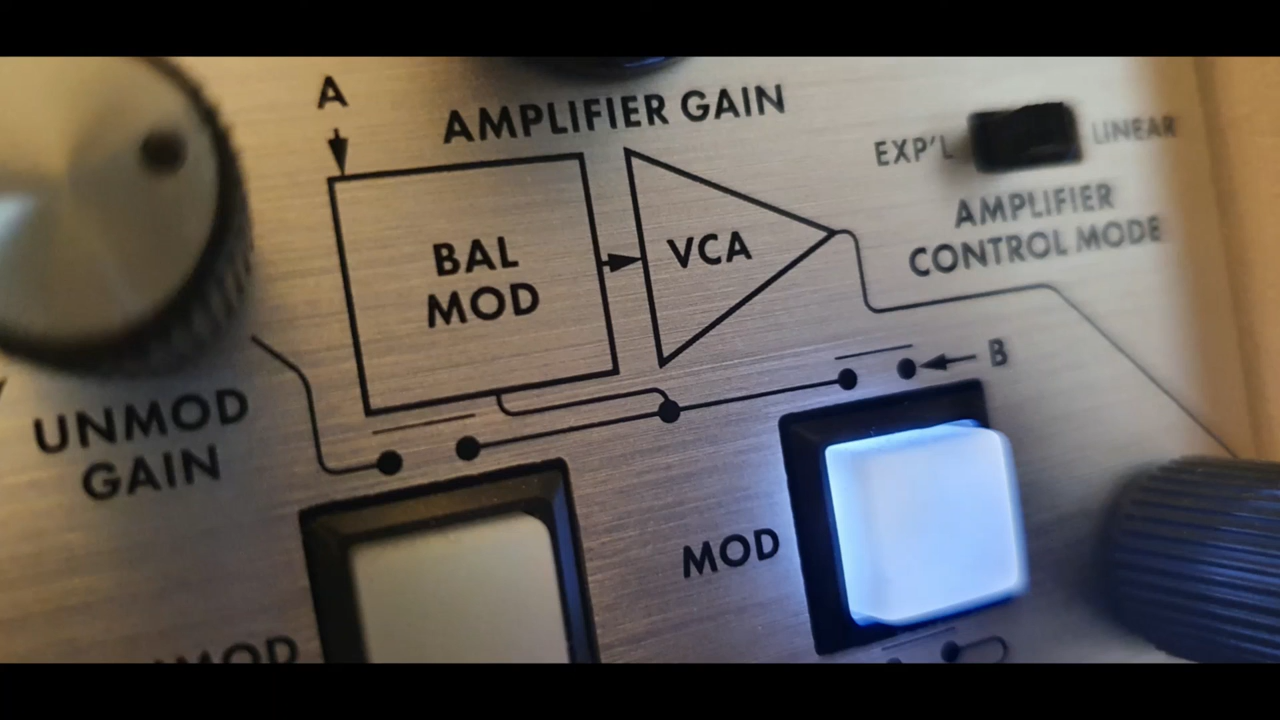 A
AMPLIFIER GAIN
EXP'L
LINEAR
AMPLIFIER
CONTROL MODE
BAL
MOD
VCA
B
UNMOD
GAIN
MOD